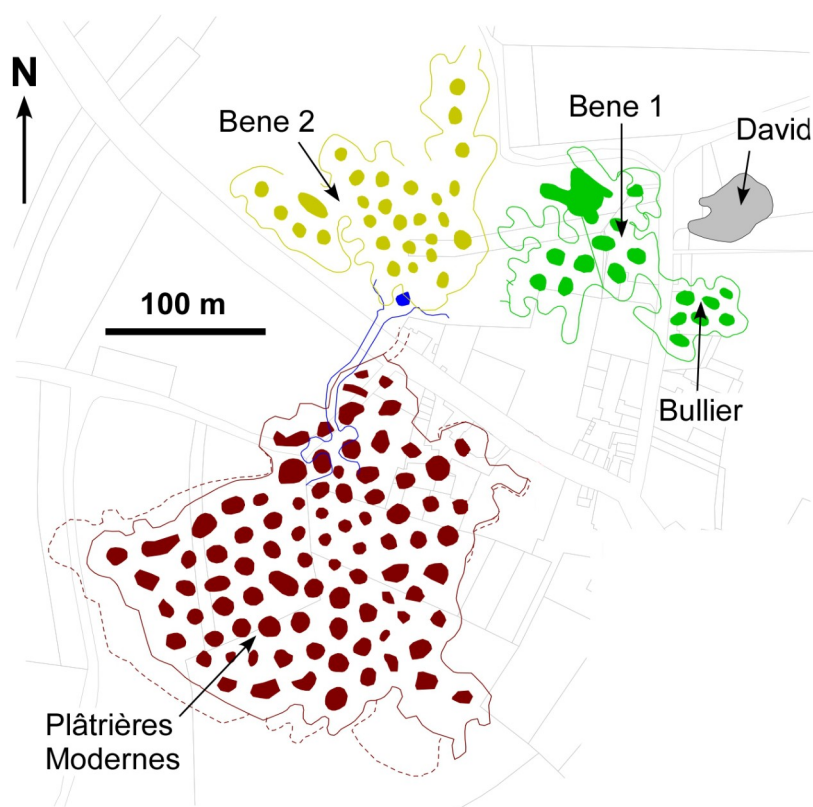 N
Bene 2
Bene 1
David
100 m
Bullier
Plâtrières
Modernes